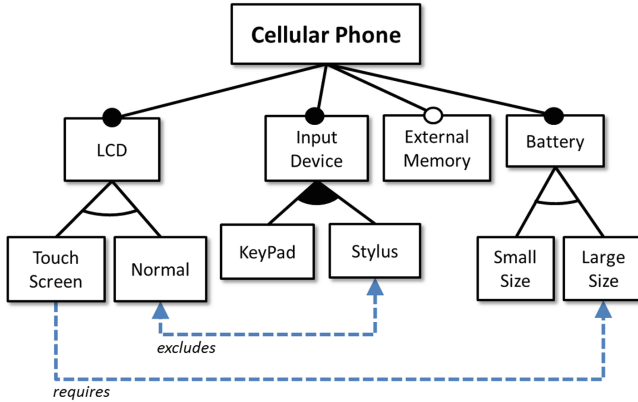 Cellular Phone
LCD
Input
Device
External
Memory
Battery
Touch
Screen
Normal
KeyPad
Stylus
Small
Size
Large
Size
excludes
requires